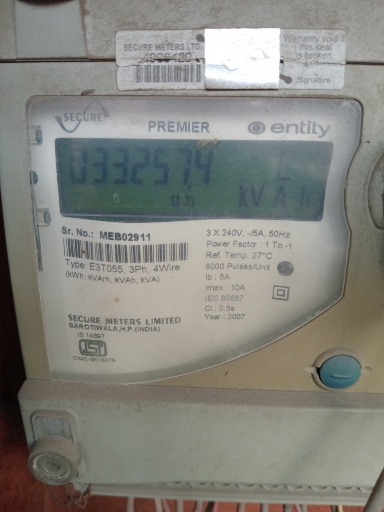 SECURE METERS LTD.
Warranty void
this seal
is broken
Signature
SECURE
PREMIER
entity
033257.4
kVAh
Sr. No.: MEB02911
3 X 240V, -/5A, 50Hz
Power Factor : 1 To -1
Ref. Temp. 27°C
6000 Pulses/Unit
Ib : 5A
Imax : 10A
IEC 60687
Cl : 0.5s
Year : 2007
Type: E3T055, 3Ph, 4Wire
(kWh, kVArh, kVAh, kVA)
SECURE METERS LIMITED
BAROTIWALA, H.P. (INDIA)
IS 14697
ISI